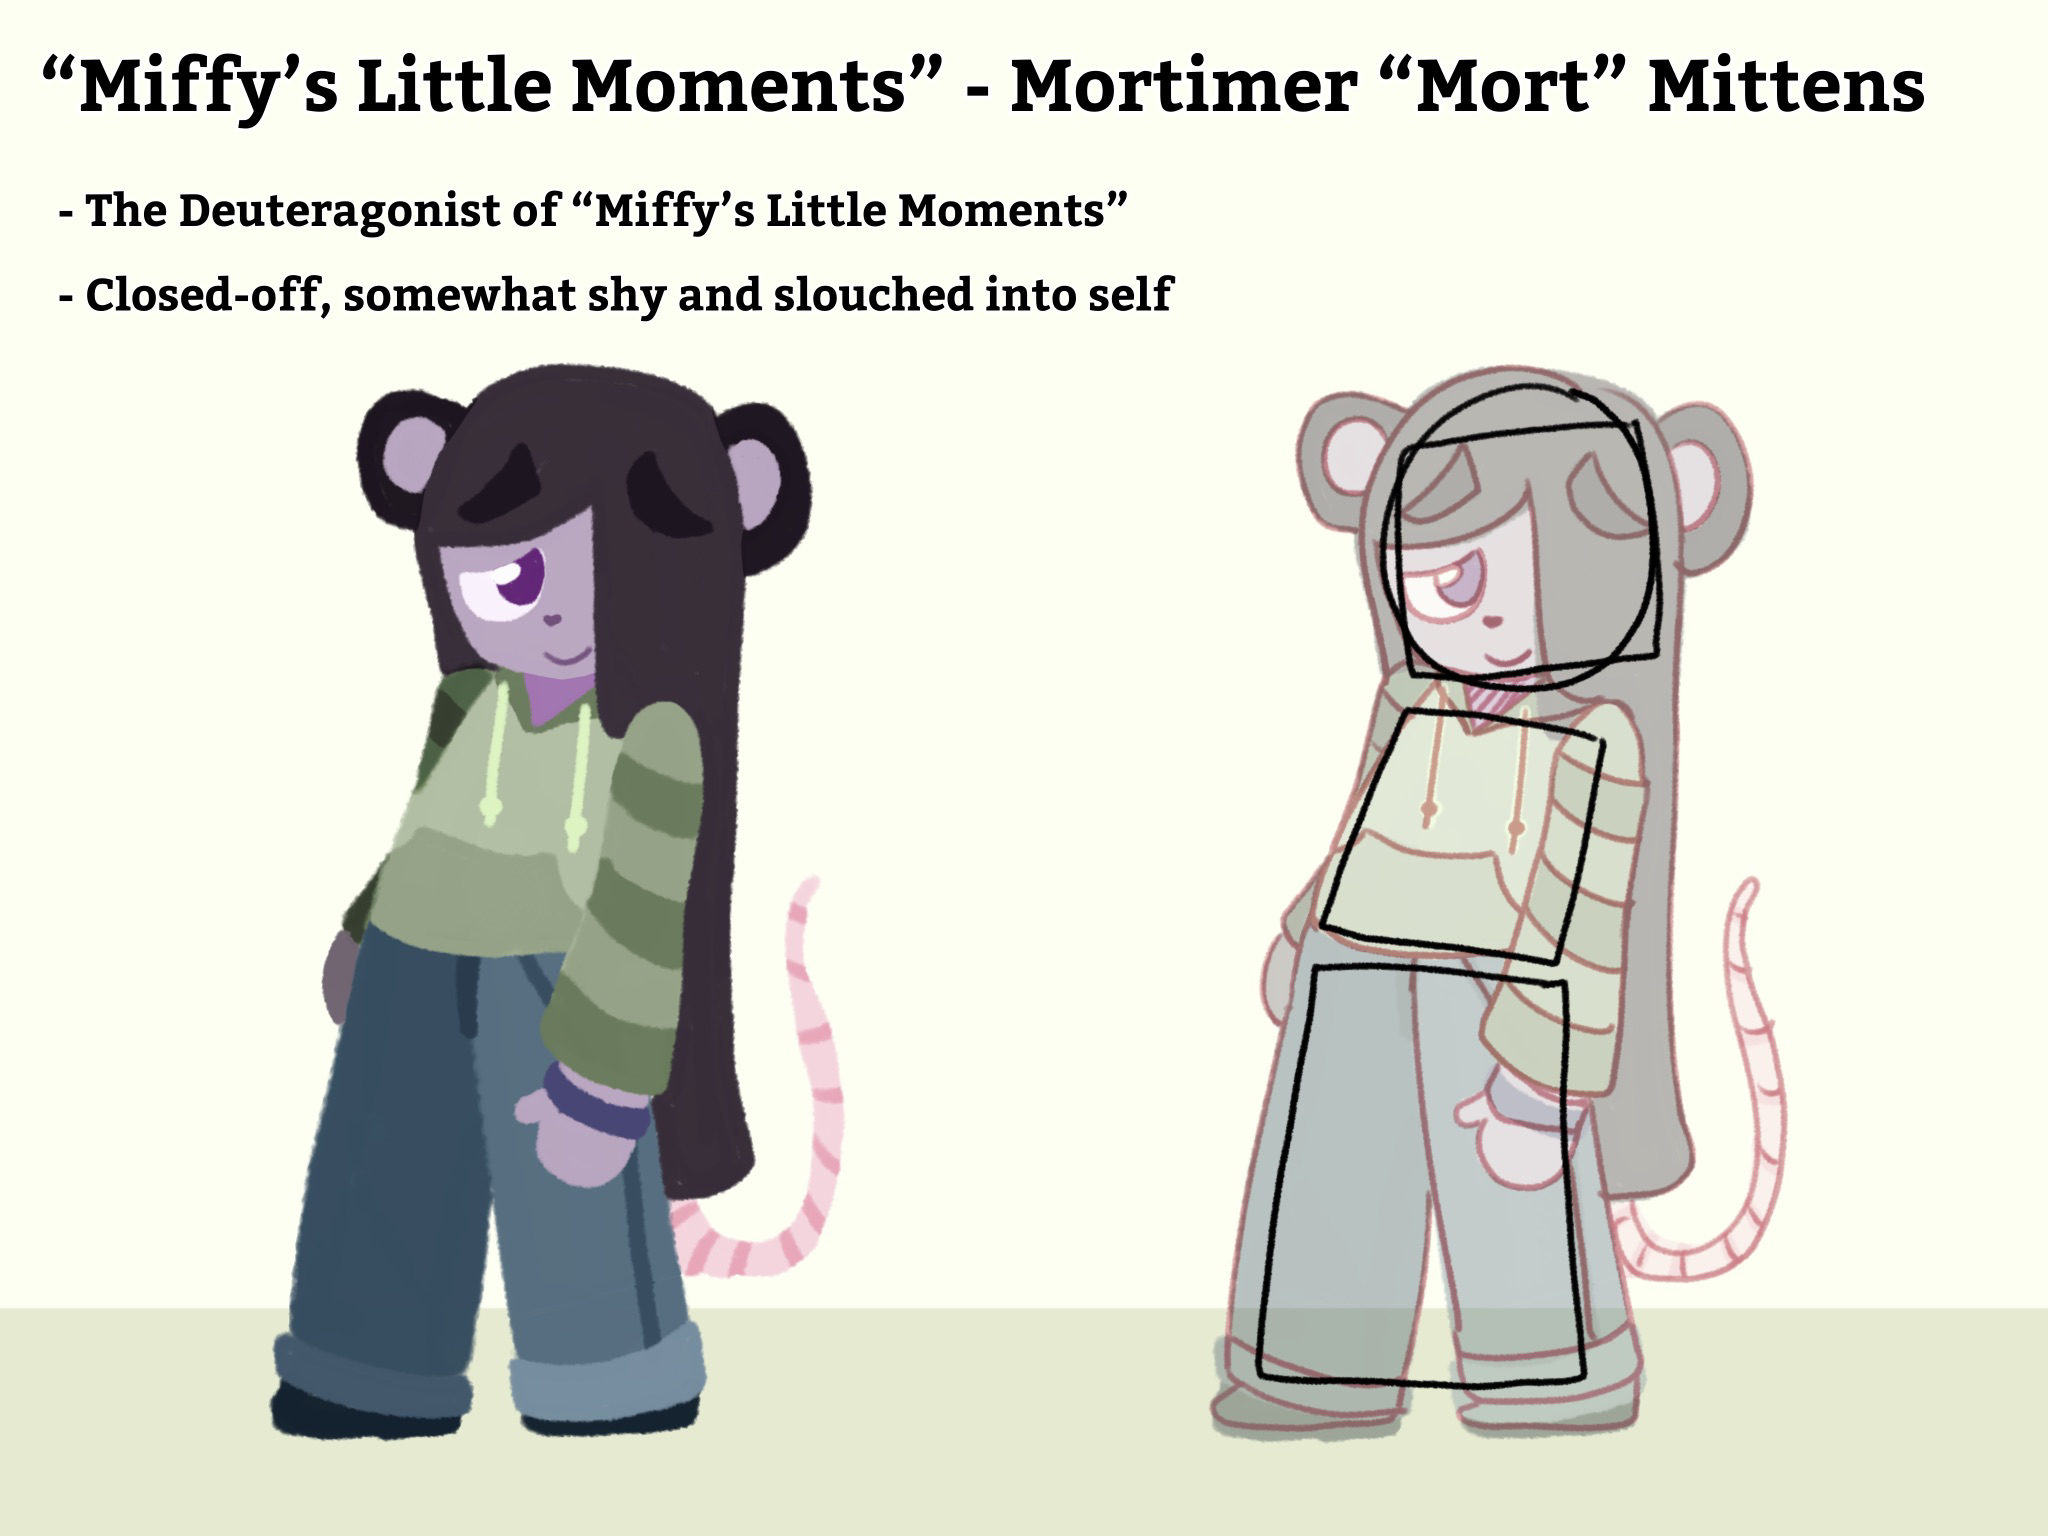 “Miffy’s Little Moments” - Mortimer “Mort” Mittens
- The Deuteragonist of “Miffy’s Little Moments”
- Closed-off, somewhat shy and slouched into self